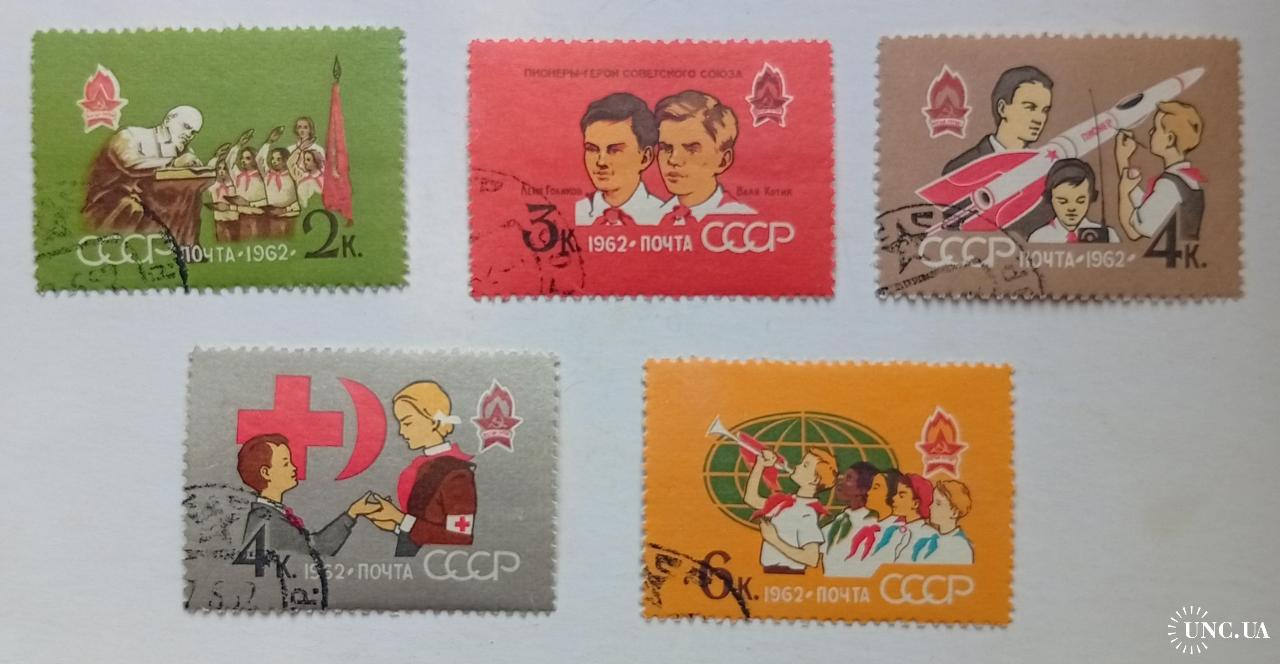 СССР ПОЧТА·1962· 2К.
ПИОНЕРЫ-ГЕРОИ СОВЕТСКОГО СОЮЗА
Леня Голиков Валя Котик
3К. 1962·ПОЧТА СССР
ПИОНЕР
СССР ПОЧТА·1962· 4К.
4К. 1962·ПОЧТА СССР
6К. 1962·ПОЧТА СССР
UNC.UA